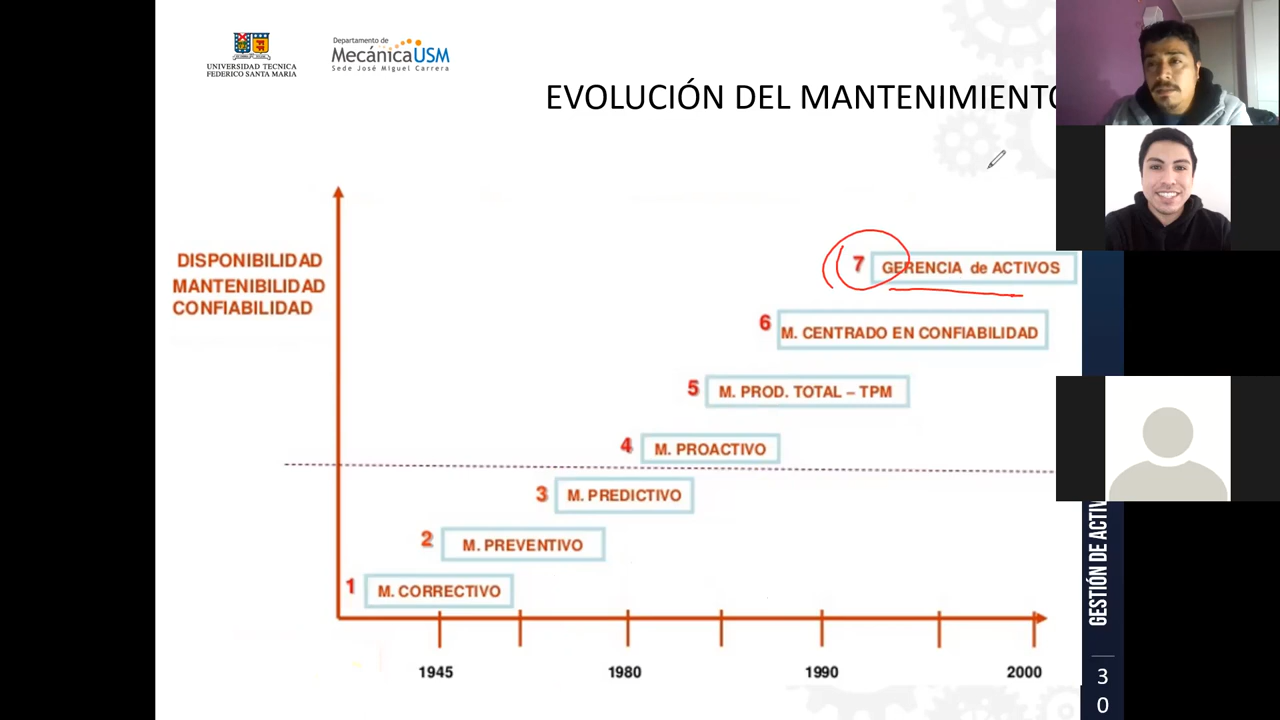 UNIVERSIDAD TECNICA
FEDERICO SANTA MARIA
Departamento de
MecánicaUSM
Sede José Miguel Carrera
EVOLUCIÓN DEL MANTENIMIENTO
DISPONIBILIDAD
MANTENIBILIDAD
CONFIABILIDAD
7 GERENCIA de ACTIVOS
6 M. CENTRADO EN CONFIABILIDAD
5 M. PROD. TOTAL – TPM
4 M. PROACTIVO
3 M. PREDICTIVO
2 M. PREVENTIVO
1 M. CORRECTIVO
1945 1980 1990 2000
GESTIÓN DE ACTIV
3
0